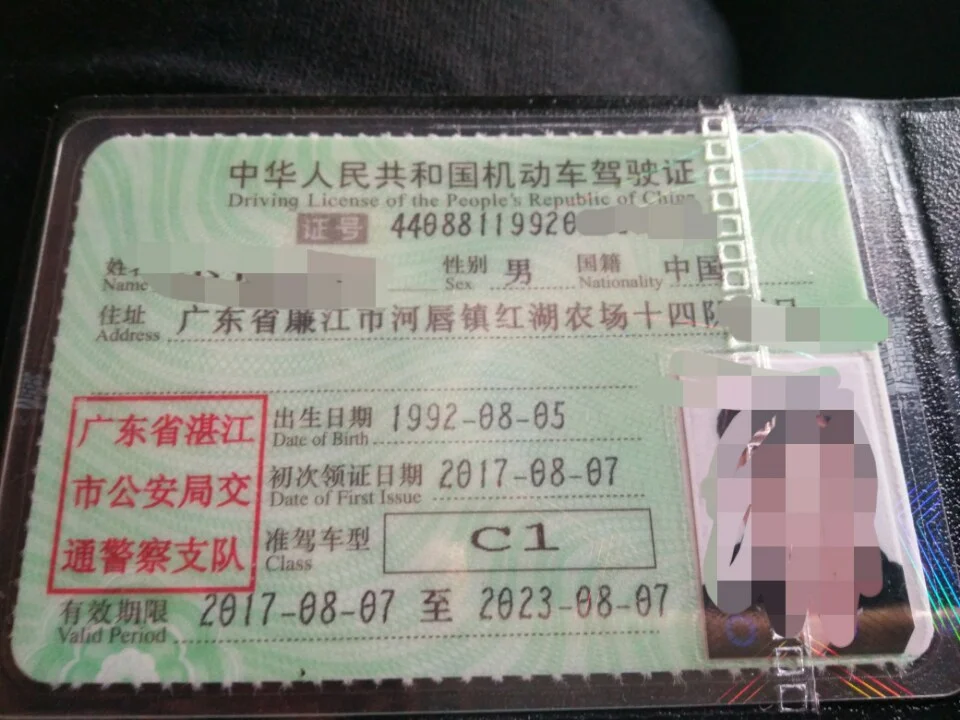 中华人民共和国机动车驾驶证
Driving License of the People's Republic of China
证号 44088119920
Name
性别 男 国籍 中国
Sex Nationality
住址 广东省廉江市河唇镇红湖农场十四队
Address
广东省湛江
市公安局交
通警察支队
出生日期 1992-08-05
Date of Birth
初次领证日期 2017-08-07
Date of First Issue
准驾车型 C1
Class
有效期限 2017-08-07 至 2023-08-07
Valid Period